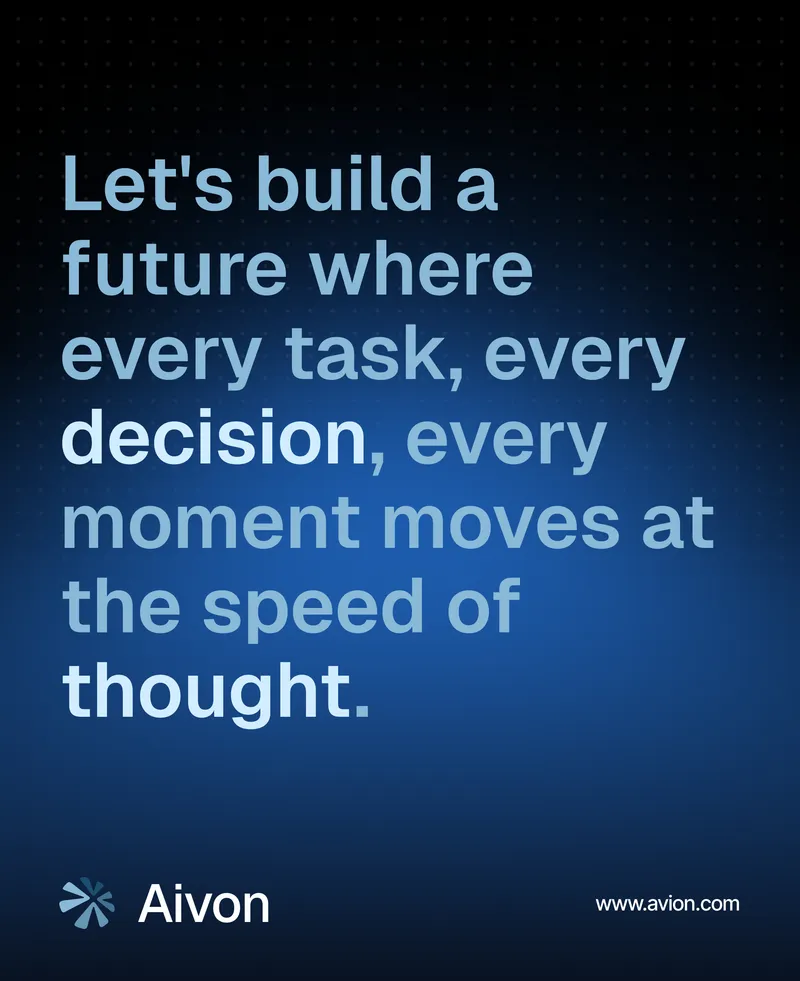 Let's build a
future where
every task, every
decision, every
moment moves at
the speed of
thought.
Aivon
www.avion.com